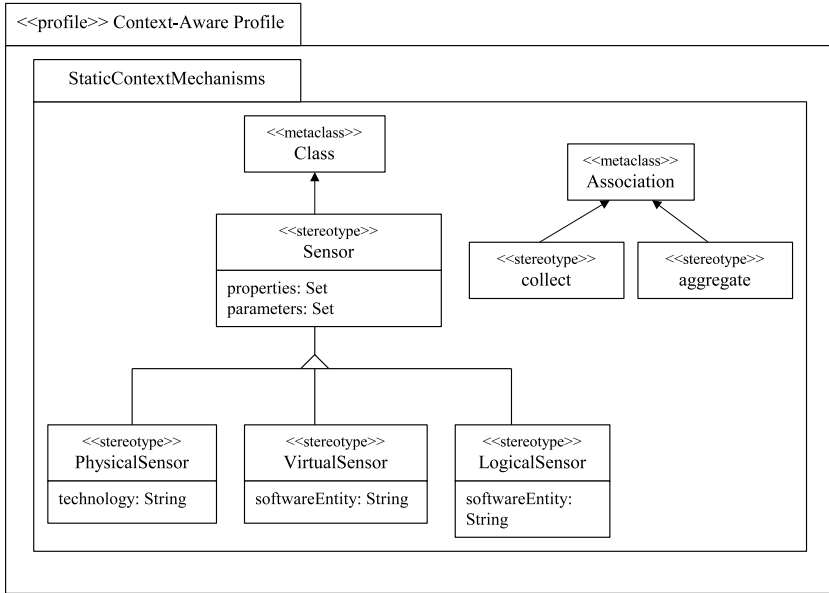 <<profile>> Context-Aware Profile
StaticContextMechanisms
<<metaclass>>
Class
<<metaclass>>
Association
<<stereotype>>
Sensor
properties: Set
parameters: Set
<<stereotype>>
collect
<<stereotype>>
aggregate
<<stereotype>>
PhysicalSensor
technology: String
<<stereotype>>
VirtualSensor
softwareEntity: String
<<stereotype>>
LogicalSensor
softwareEntity:
String